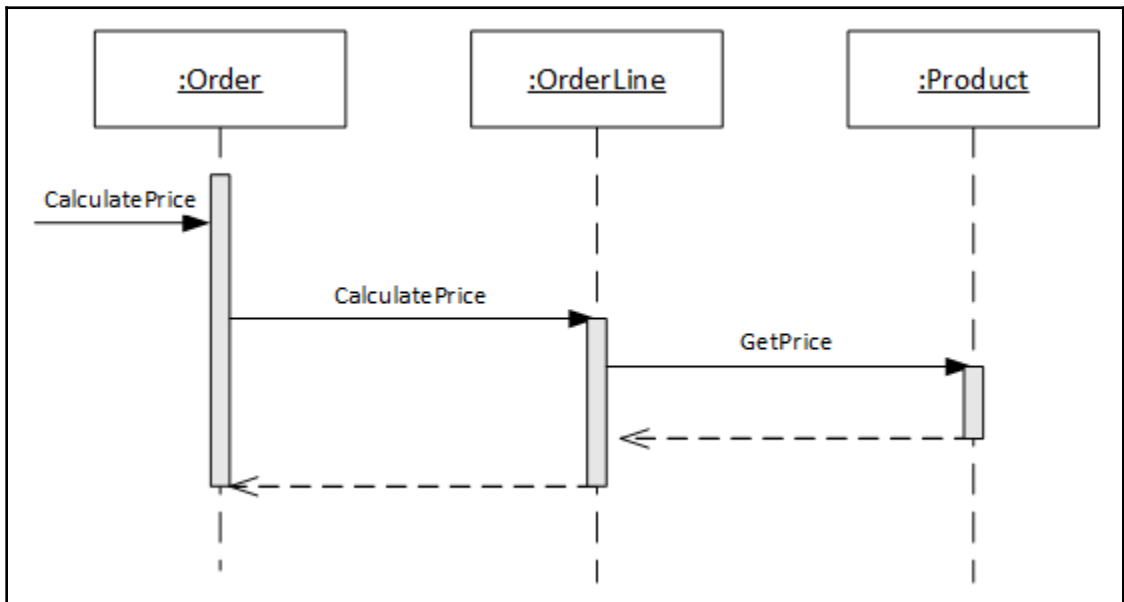 :Order
:OrderLine
:Product
CalculatePrice
CalculatePrice
GetPrice